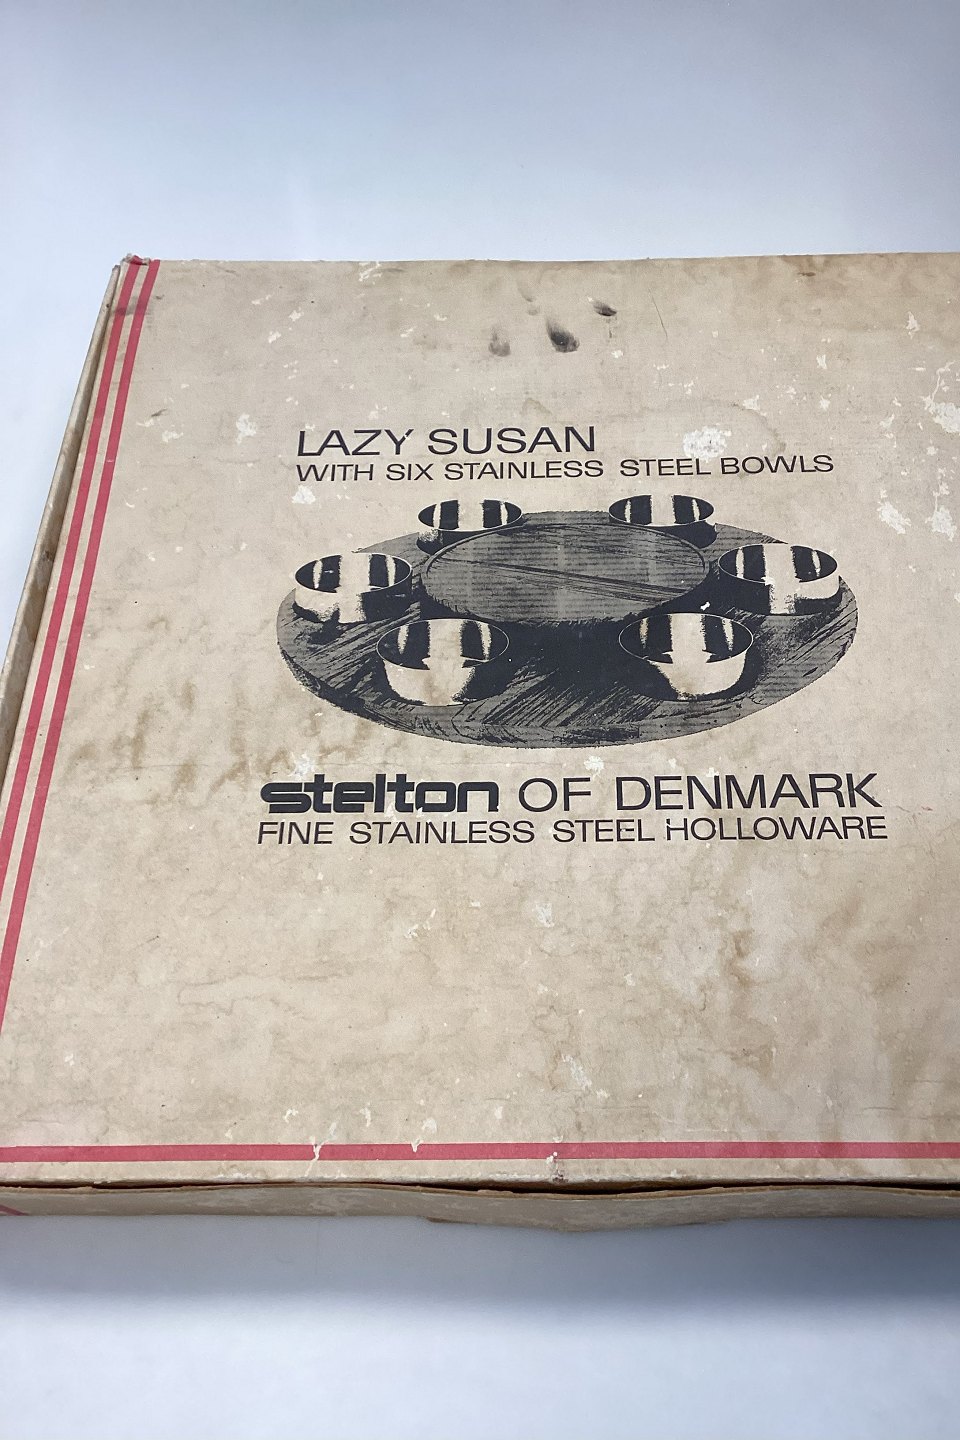 LAZY SUSAN
WITH SIX STAINLESS STEEL BOWLS
stelton OF DENMARK
FINE STAINLESS STEEL HOLLOWARE